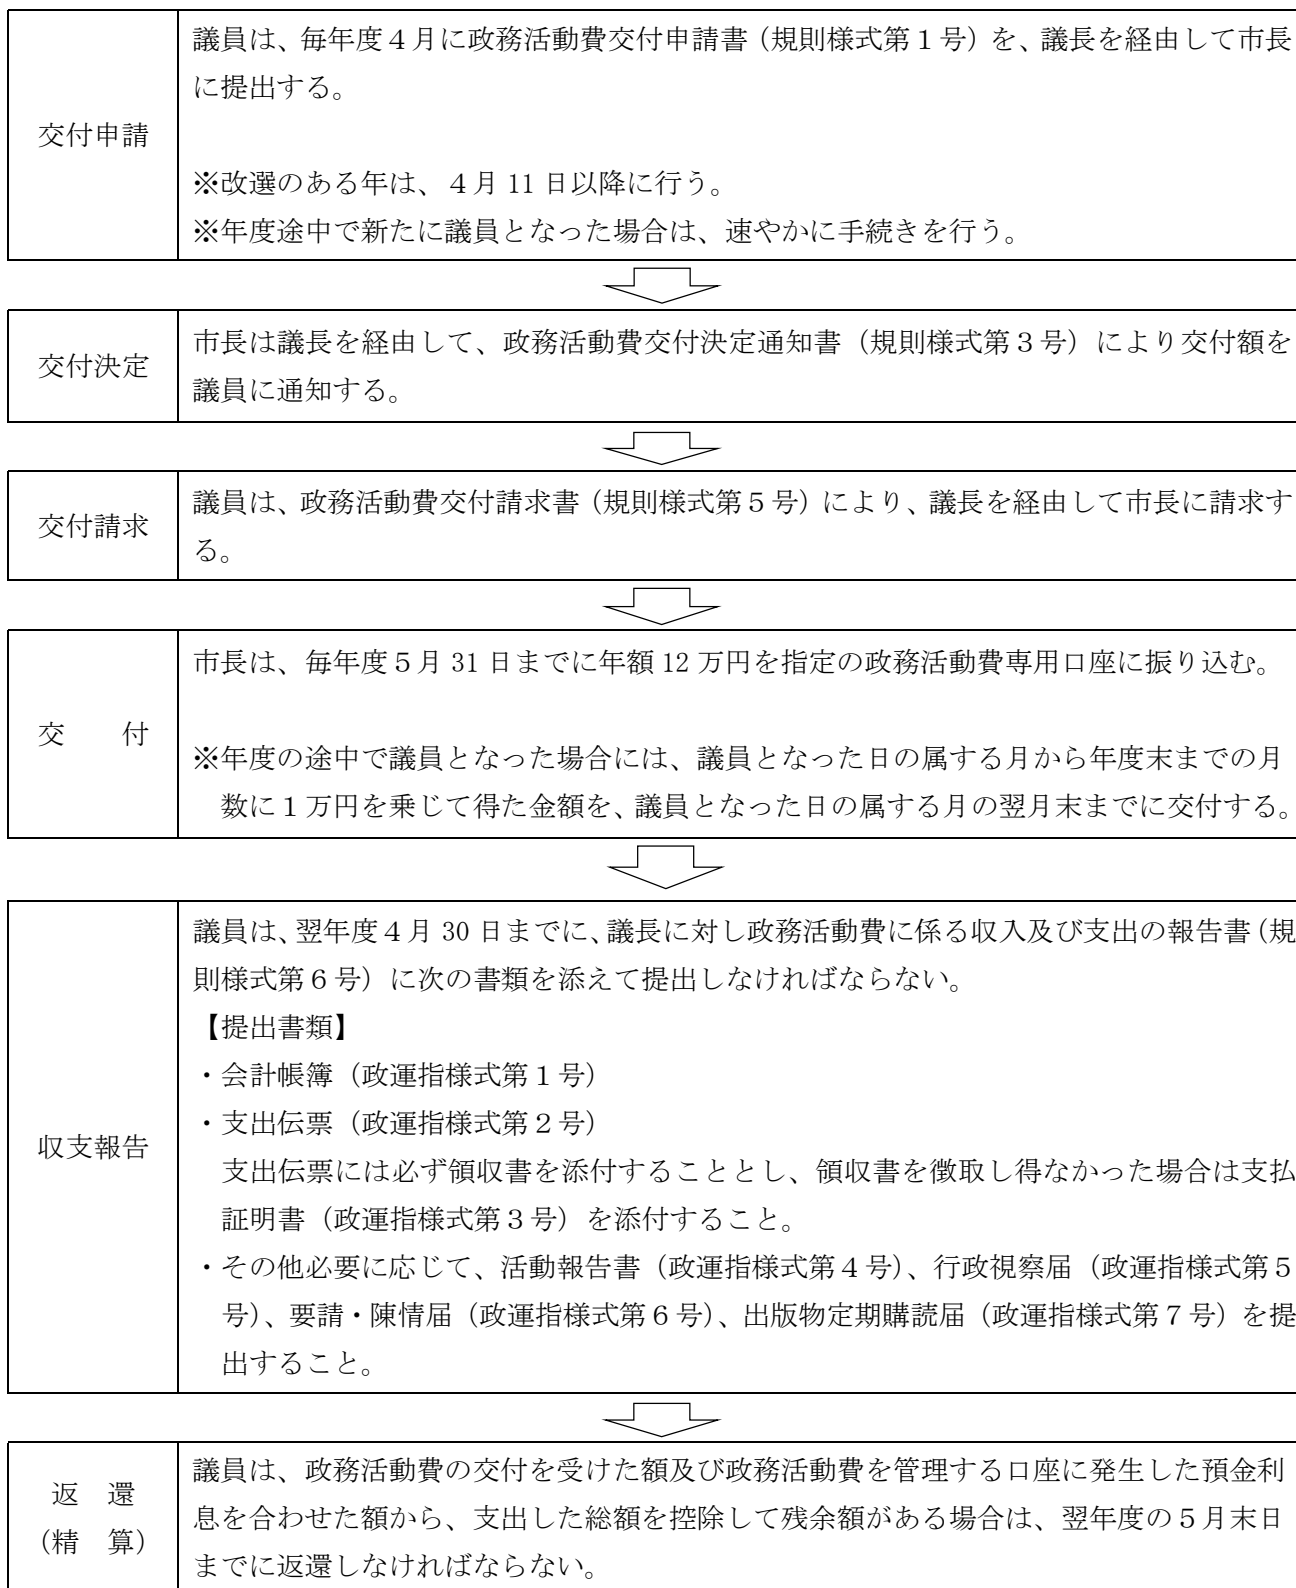 交付申請
議員は、毎年度４月に政務活動費交付申請書（規則様式第１号）を、議長を経由して市長
に提出する。
※改選のある年は、４月 11 日以降に行う。
※年度途中で新たに議員となった場合は、速やかに手続きを行う。
交付決定
市長は議長を経由して、政務活動費交付決定通知書（規則様式第３号）により交付額を
議員に通知する。
交付請求
議員は、政務活動費交付請求書（規則様式第５号）により、議長を経由して市長に請求す
る。
交　　付
市長は、毎年度５月 31 日までに年額 12 万円を指定の政務活動費専用口座に振り込む。
※年度の途中で議員となった場合には、議員となった日の属する月から年度末までの月
数に１万円を乗じて得た金額を、議員となった日の属する月の翌月末までに交付する。
収支報告
議員は、翌年度４月 30 日までに、議長に対し政務活動費に係る収入及び支出の報告書（規
則様式第６号）に次の書類を添えて提出しなければならない。
【提出書類】
・会計帳簿（政運指様式第１号）
・支出伝票（政運指様式第２号）
支出伝票には必ず領収書を添付することとし、領収書を徴取し得なかった場合は支払
証明書（政運指様式第３号）を添付すること。
・その他必要に応じて、活動報告書（政運指様式第４号）、行政視察届（政運指様式第５
号）、要請・陳情届（政運指様式第６号）、出版物定期購読届（政運指様式第７号）を提
出すること。
返　還
（精　算）
議員は、政務活動費の交付を受けた額及び政務活動費を管理する口座に発生した預金利
息を合わせた額から、支出した総額を控除して残余額がある場合は、翌年度の５月末日
までに返還しなければならない。